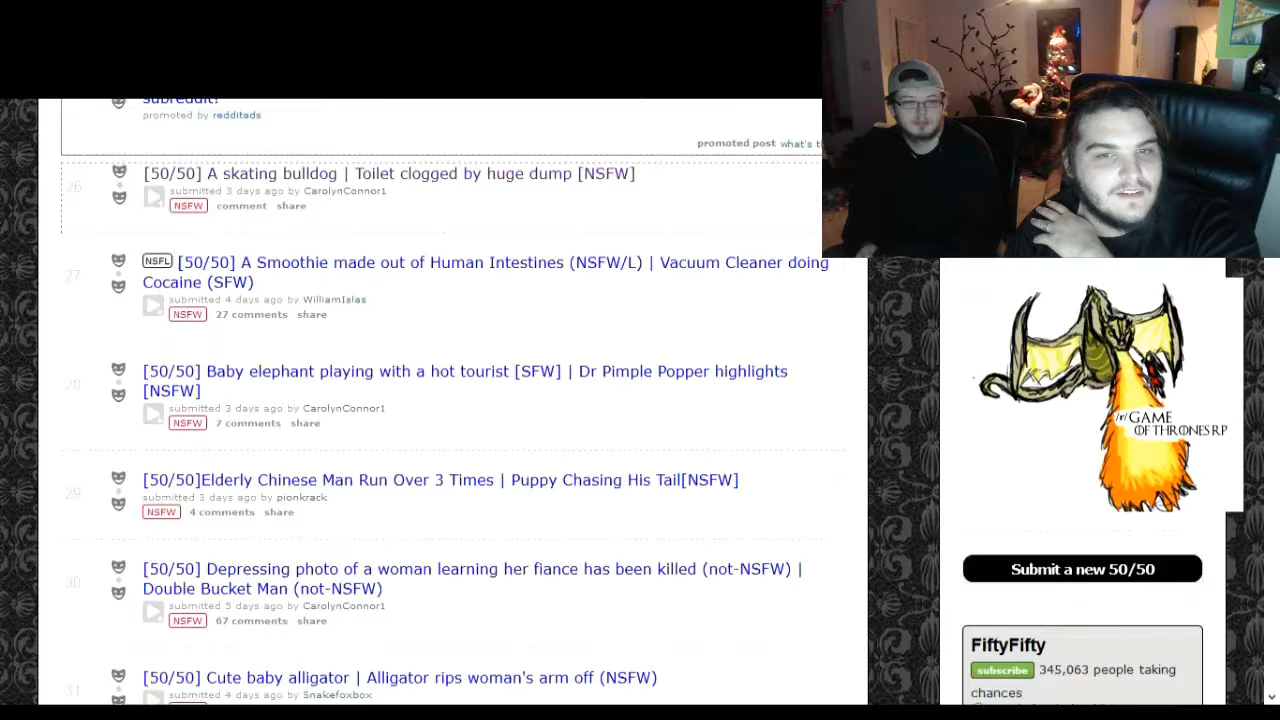 subreddit!
promoted by redditads
promoted post what's t
26
[50/50] A skating bulldog | Toilet clogged by huge dump [NSFW]
submitted 3 days ago by CarolynConnor1
NSFW comment share
27
NSFL [50/50] A Smoothie made out of Human Intestines (NSFW/L) | Vacuum Cleaner doing
Cocaine (SFW)
submitted 4 days ago by WilliamIslas
NSFW 27 comments share
28
[50/50] Baby elephant playing with a hot tourist [SFW] | Dr Pimple Popper highlights
[NSFW]
submitted 3 days ago by CarolynConnor1
NSFW 7 comments share
29
[50/50]Elderly Chinese Man Run Over 3 Times | Puppy Chasing His Tail[NSFW]
submitted 3 days ago by pionkrack
NSFW 4 comments share
30
[50/50] Depressing photo of a woman learning her fiance has been killed (not-NSFW) |
Double Bucket Man (not-NSFW)
submitted 5 days ago by CarolynConnor1
NSFW 67 comments share
31
[50/50] Cute baby alligator | Alligator rips woman's arm off (NSFW)
submitted 4 days ago by Snakefoxbox
/r/GAME
OF THRONES RP
Submit a new 50/50
FiftyFifty
subscribe 345,063 people taking
chances